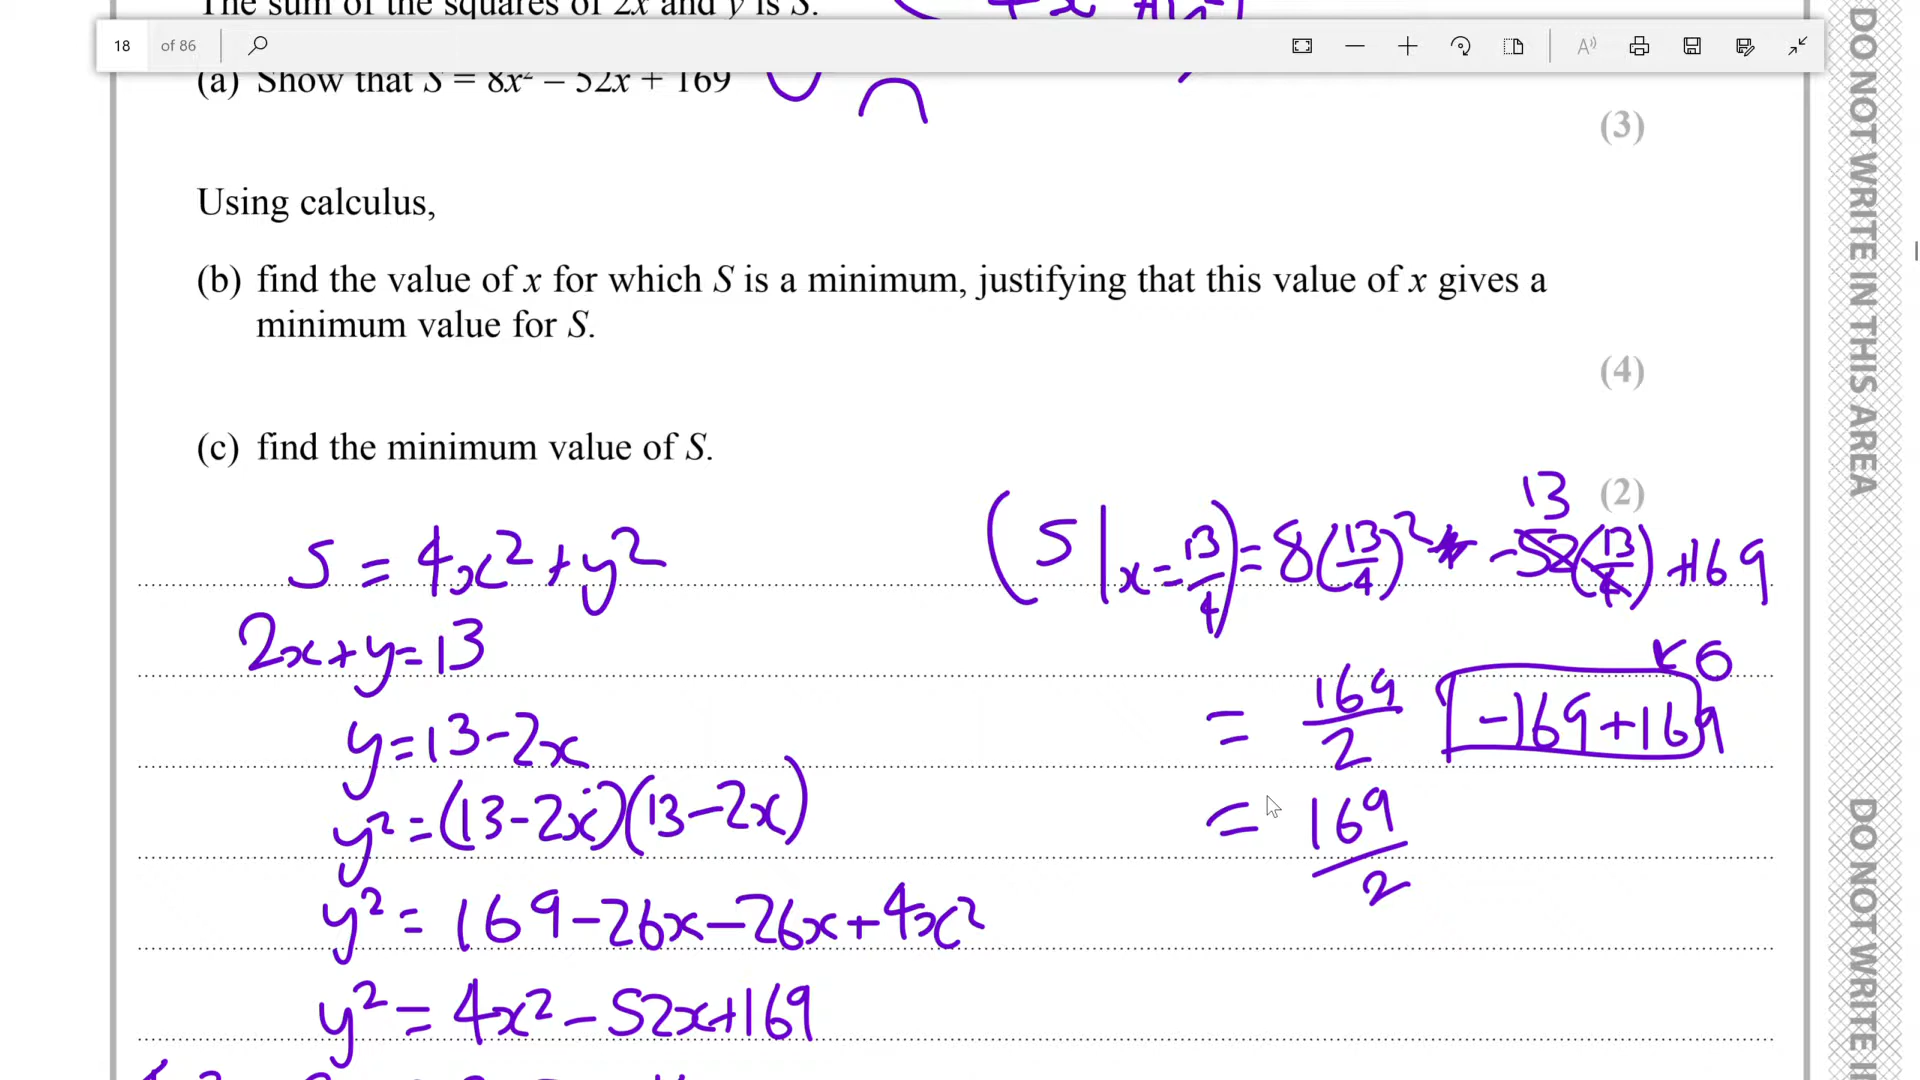 The sum of the squares of 2x and y is S.
18 of 86
(a) Show that S = 8x² – 52x + 169
(3)
Using calculus,
(b) find the value of x for which S is a minimum, justifying that this value of x gives a
minimum value for S.
(4)
(c) find the minimum value of S.
(2)
S = 4x² + y²
2x + y = 13
y = 13 - 2x
y² = (13 - 2x)(13 - 2x)
y² = 169 - 26x - 26x + 4x²
y² = 4x² - 52x + 169
(S|x = 13/4) = 8(13/4)² - 52(13/4) + 169
13
= 169/2 - 169 + 169
0
= 169/2
DO NOT WRITE IN THIS AREA
DO NOT WRITE I